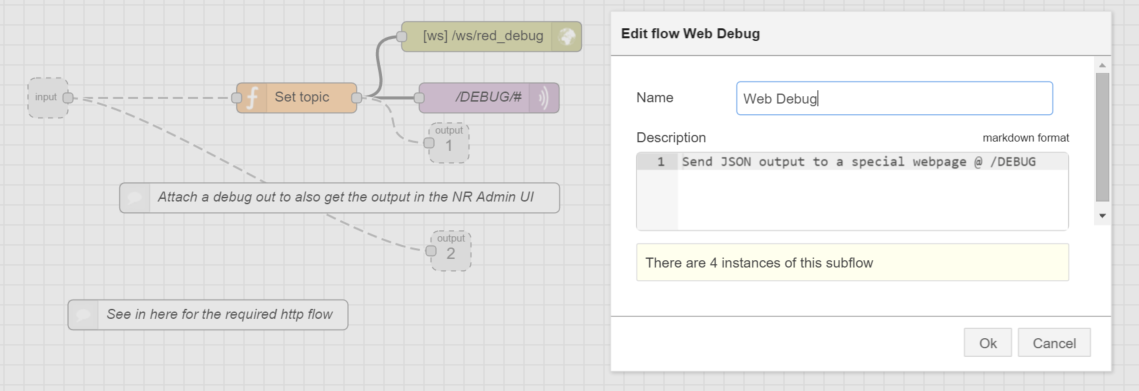 [ws] /ws/red_debug
input
Set topic
/DEBUG/#
output
1
Attach a debug out to also get the output in the NR Admin UI
output
2
See in here for the required http flow
Edit flow Web Debug
Name
Web Debug
Description
markdown format
1 Send JSON output to a special webpage @ /DEBUG
There are 4 instances of this subflow
Ok
Cancel